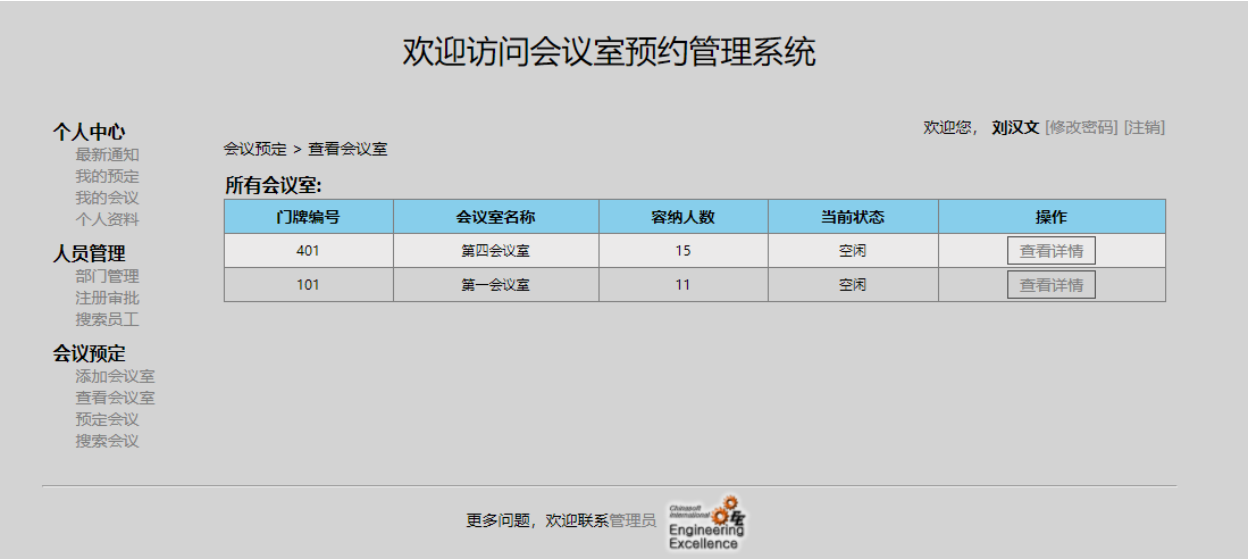 欢迎访问会议室预约管理系统
欢迎您， 刘汉文 [修改密码] [注销]
个人中心
最新通知
我的预定
我的会议
个人资料
人员管理
部门管理
注册审批
搜索员工
会议预定
添加会议室
查看会议室
预定会议
搜索会议
会议预定 > 查看会议室
所有会议室:
门牌编号 会议室名称 容纳人数 当前状态 操作
401 第四会议室 15 空闲 查看详情
101 第一会议室 11 空闲 查看详情
更多问题，欢迎联系管理员
Chinasoft
International
Engineering
Excellence